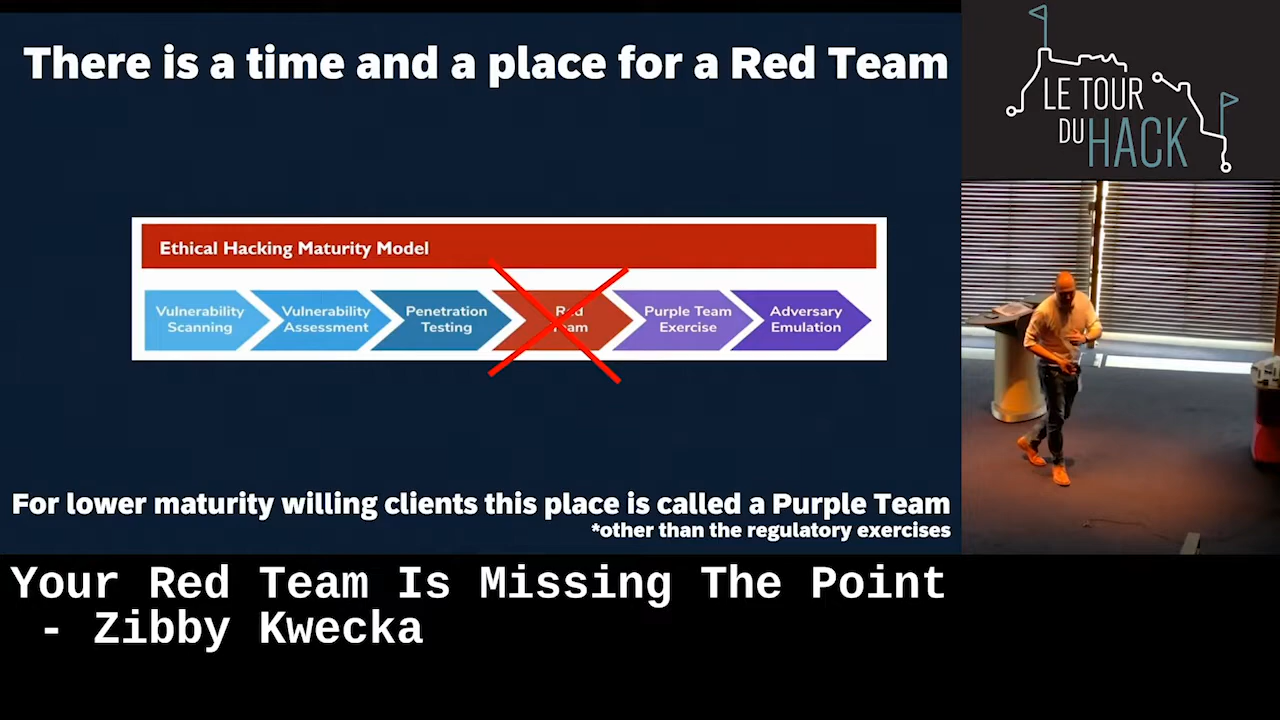 There is a time and a place for a Red Team
LE TOUR
DU HACK
Ethical Hacking Maturity Model
Vulnerability
Scanning
Vulnerability
Assessment
Penetration
Testing
Red
Team
Purple Team
Exercise
Adversary
Emulation
For lower maturity willing clients this place is called a Purple Team
*other than the regulatory exercises
Your Red Team Is Missing The Point
- Zibby Kwecka